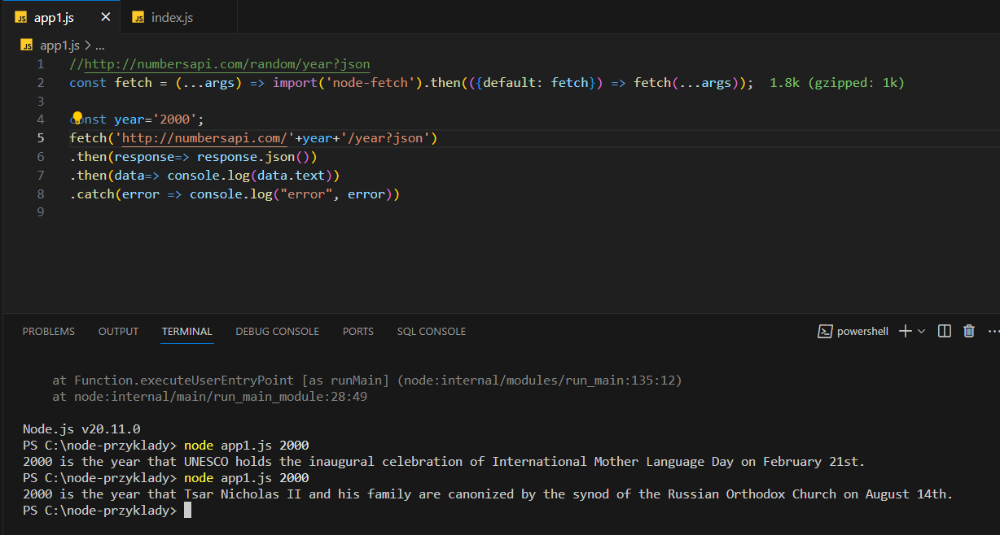 JS app1.js × JS index.js
JS app1.js > ...
1 //http://numbersapi.com/random/year?json
2 const fetch = (...args) => import('node-fetch').then(({default: fetch}) => fetch(...args)); 1.8k (gzipped: 1k)
3
4 const year='2000';
5 fetch('http://numbersapi.com/'+year+'/year?json')
6 .then(response=> response.json())
7 .then(data=> console.log(data.text))
8 .catch(error => console.log("error", error))
9
PROBLEMS OUTPUT TERMINAL DEBUG CONSOLE PORTS SQL CONSOLE powershell
at Function.executeUserEntryPoint [as runMain] (node:internal/modules/run_main:135:12)
at node:internal/main/run_main_module:28:49
Node.js v20.11.0
PS C:\node-przyklady> node app1.js 2000
2000 is the year that UNESCO holds the inaugural celebration of International Mother Language Day on February 21st.
PS C:\node-przyklady> node app1.js 2000
2000 is the year that Tsar Nicholas II and his family are canonized by the synod of the Russian Orthodox Church on August 14th.
PS C:\node-przyklady>